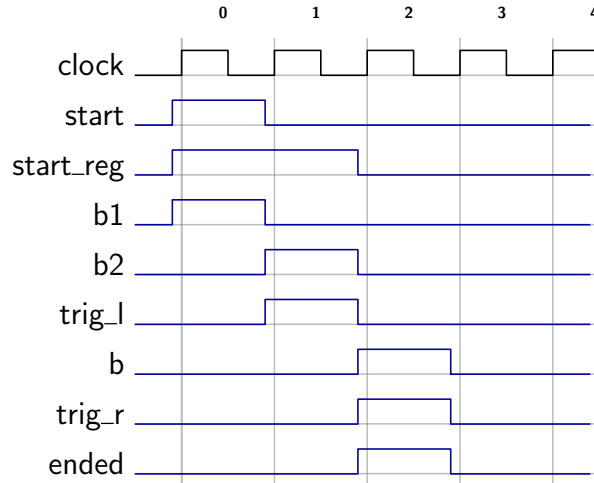 0 1 2 3 4
clock
start
start_reg
b1
b2
trig_l
b
trig_r
ended